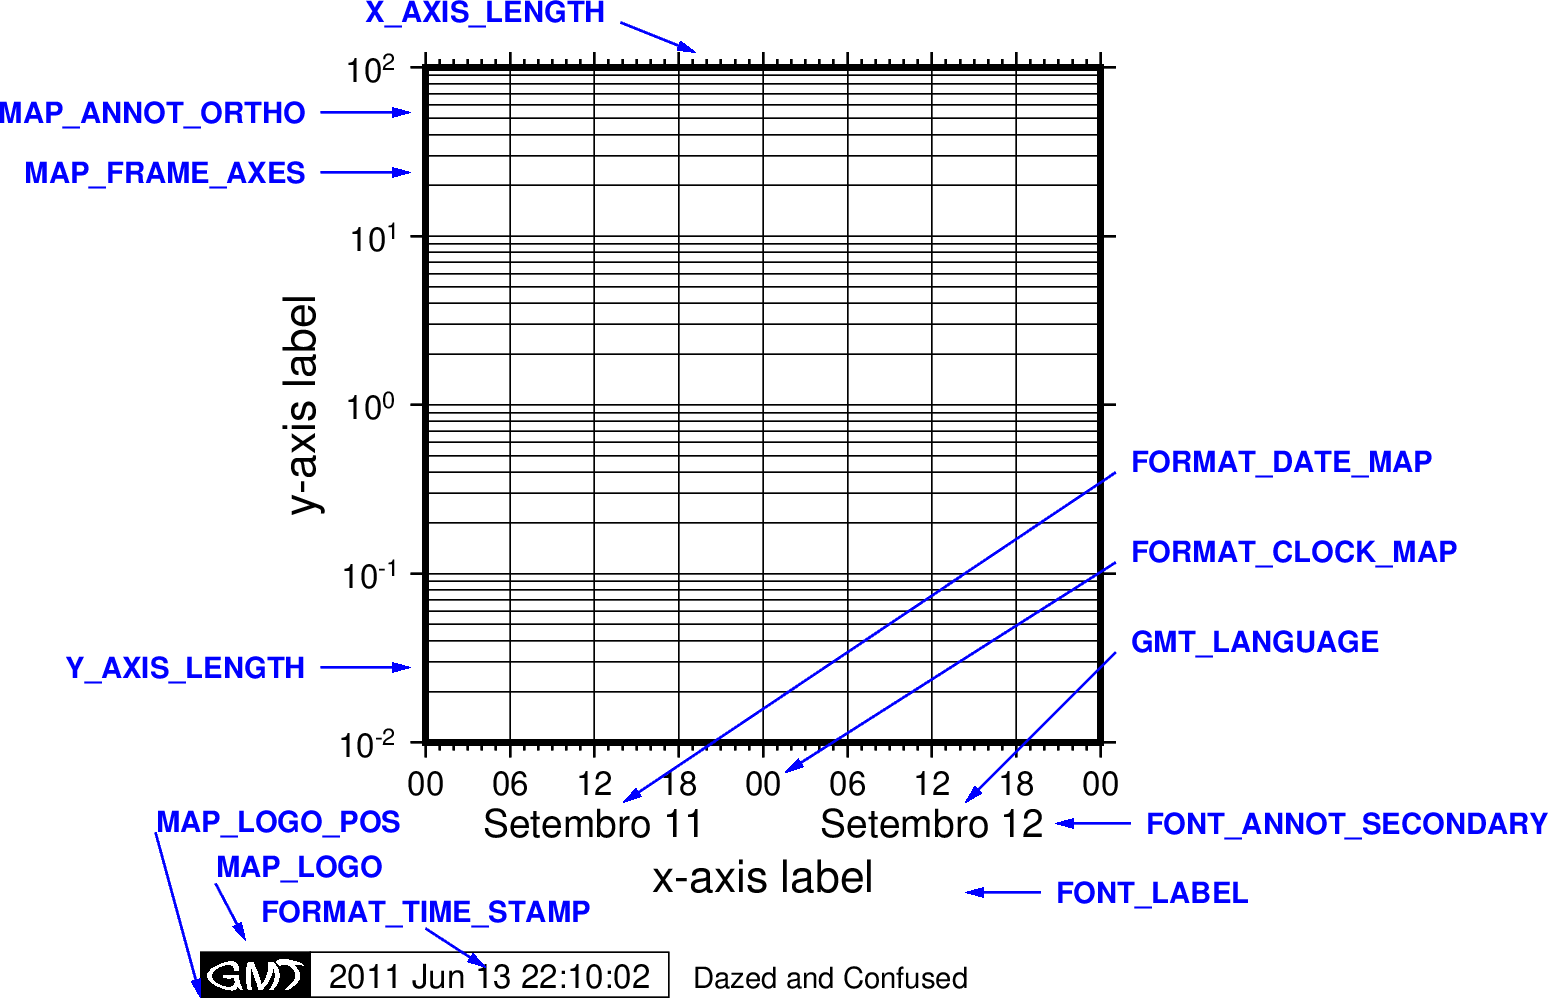 X_AXIS_LENGTH
10²
MAP_ANNOT_ORTHO
MAP_FRAME_AXES
10¹
y-axis label
10⁰
FORMAT_DATE_MAP
FORMAT_CLOCK_MAP
10⁻¹
GMT_LANGUAGE
Y_AXIS_LENGTH
10⁻²
00 06 12 18 00 06 12 18 00
Setembro 11 Setembro 12
FONT_ANNOT_SECONDARY
MAP_LOGO_POS
MAP_LOGO
x-axis label
FONT_LABEL
FORMAT_TIME_STAMP
GMT 2011 Jun 13 22:10:02 Dazed and Confused